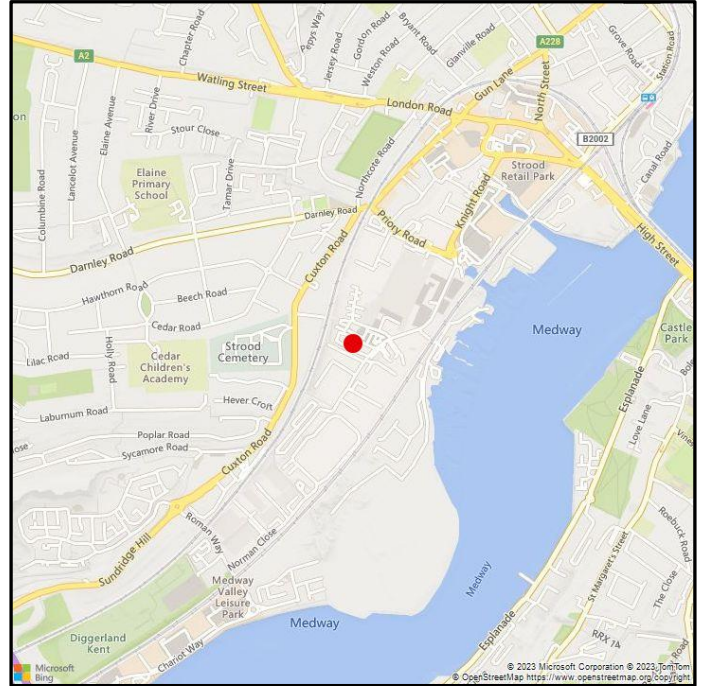 Chapter Road
Pepys Way
Jersey Road
Gordon Road
Weston Road
Bryant Road
Glanville Road
A228
Grove Road
Station Road
A2
Watling Street
London Road
Gun Lane
North Street
Columbine Road
Lancelot Avenue
Elaine Avenue
River Drive
Stour Close
Tamar Drive
Northcote Road
B2002
Strood
Retail Park
Canal Road
Elaine
Primary
School
Darnley Road
Priory Road
Knight Road
High Street
Darnley Road
Cuxton Road
Hawthorn Road
Beech Road
Medway
Cedar Road
Castle
Park
Lilac Road
Holly Road
Cedar
Children's
Academy
Strood
Cemetery
Esplanade
Love Lane
Hever Croft
Laburnum Road
Poplar Road
Sycamore Road
Cuxton Road
Roman Way
Norman Close
Sundridge Hill
Medway
Valley
Leisure
Park
Medway
Roebuck Road
St Margaret's Street
The Close
Diggerland
Kent
Chariot Way
Medway
Esplanade
RRX 7A
Microsoft
Bing
© 2023 Microsoft Corporation © 2023 TomTom
© OpenStreetMap https://www.openstreetmap.org/copyright